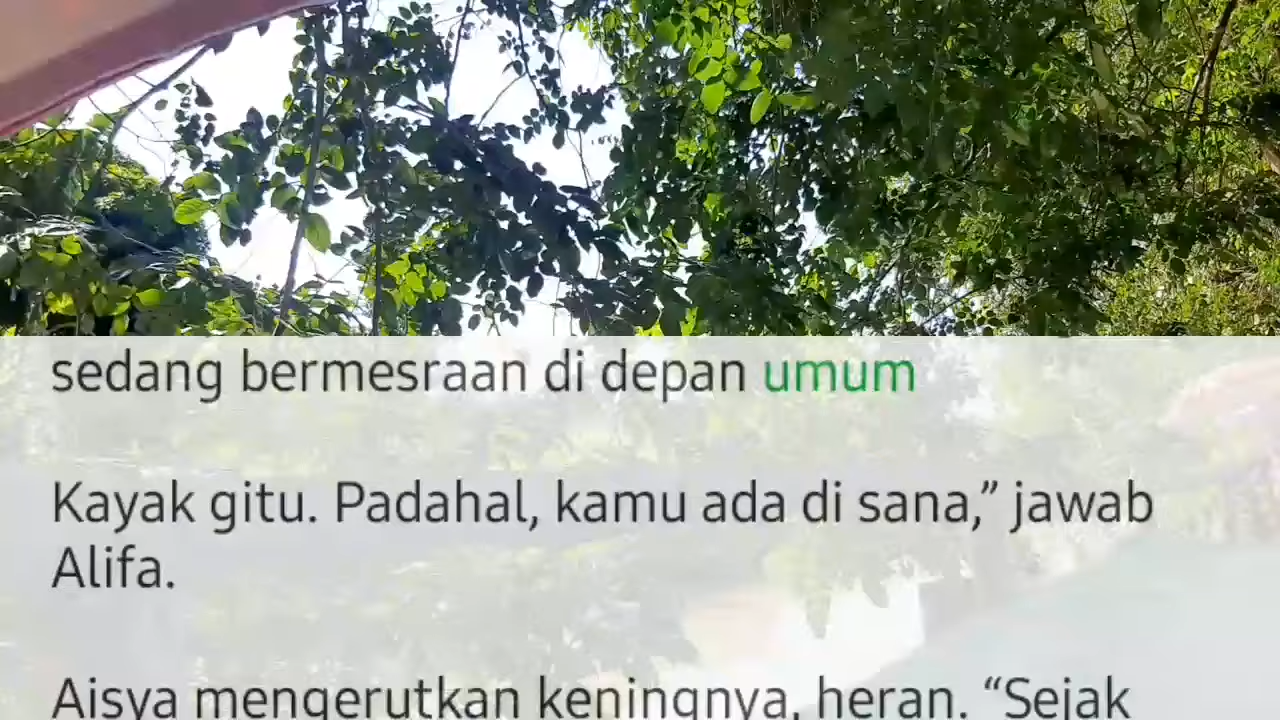 sedang bermesraan di depan umum
Kayak gitu. Padahal, kamu ada di sana,” jawab
Alifa.
Aisya mengerutkan keningnya, heran. “Sejak